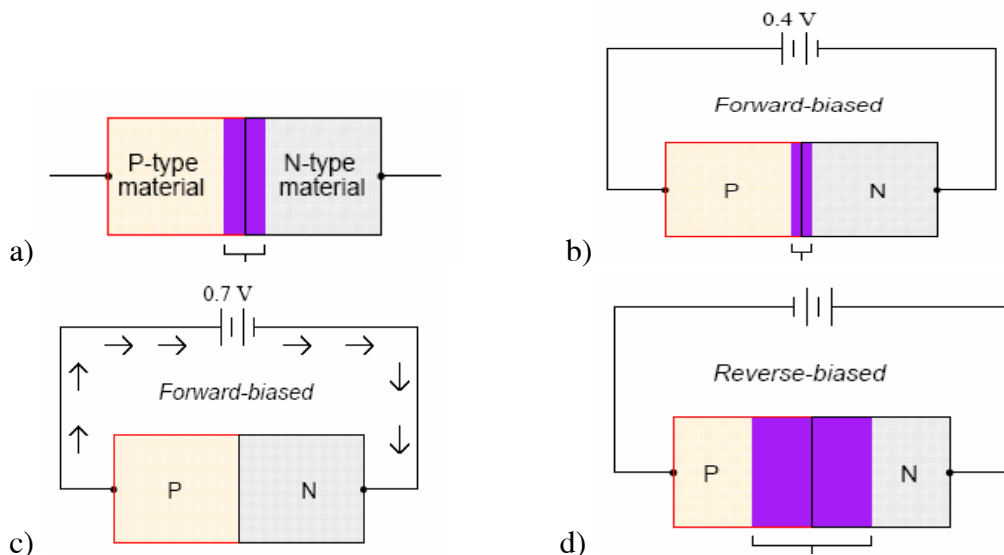 P-type
material
N-type
material
a)
0.4 V
Forward-biased
P
N
b)
0.7 V
Forward-biased
P
N
c)
Reverse-biased
P
N
d)